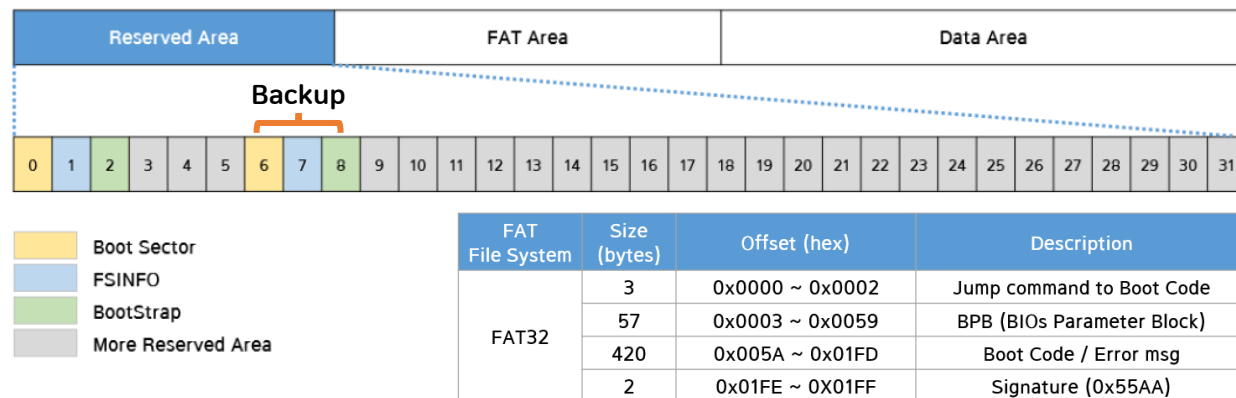 Reserved Area FAT Area Data Area
Backup
0 1 2 3 4 5 6 7 8 9 10 11 12 13 14 15 16 17 18 19 20 21 22 23 24 25 26 27 28 29 30 31
Boot Sector
FSINFO
BootStrap
More Reserved Area
FAT File System Size (bytes) Offset (hex) Description
FAT32
3 0x0000 ~ 0x0002 Jump command to Boot Code
57 0x0003 ~ 0x0059 BPB (BIOs Parameter Block)
420 0x005A ~ 0x01FD Boot Code / Error msg
2 0x01FE ~ 0X01FF Signature (0x55AA)